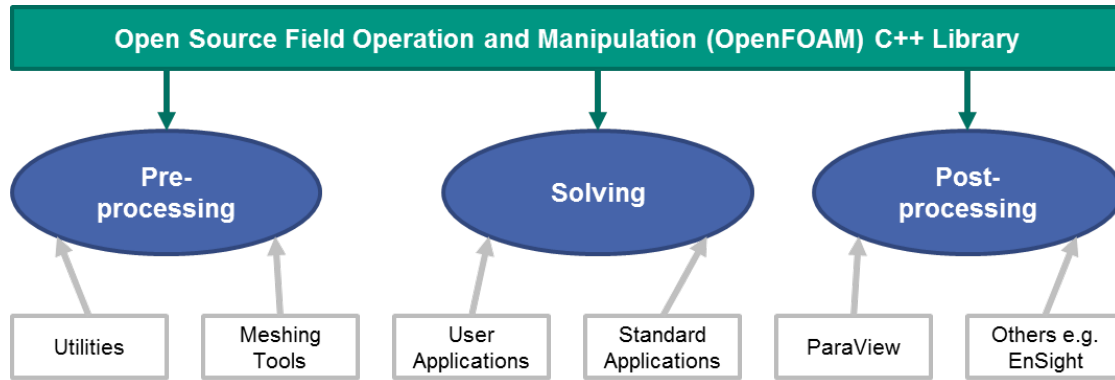 Open Source Field Operation and Manipulation (OpenFOAM) C++ Library
Pre-
processing
Solving
Post-
processing
Utilities
Meshing
Tools
User
Applications
Standard
Applications
ParaView
Others e.g.
EnSight